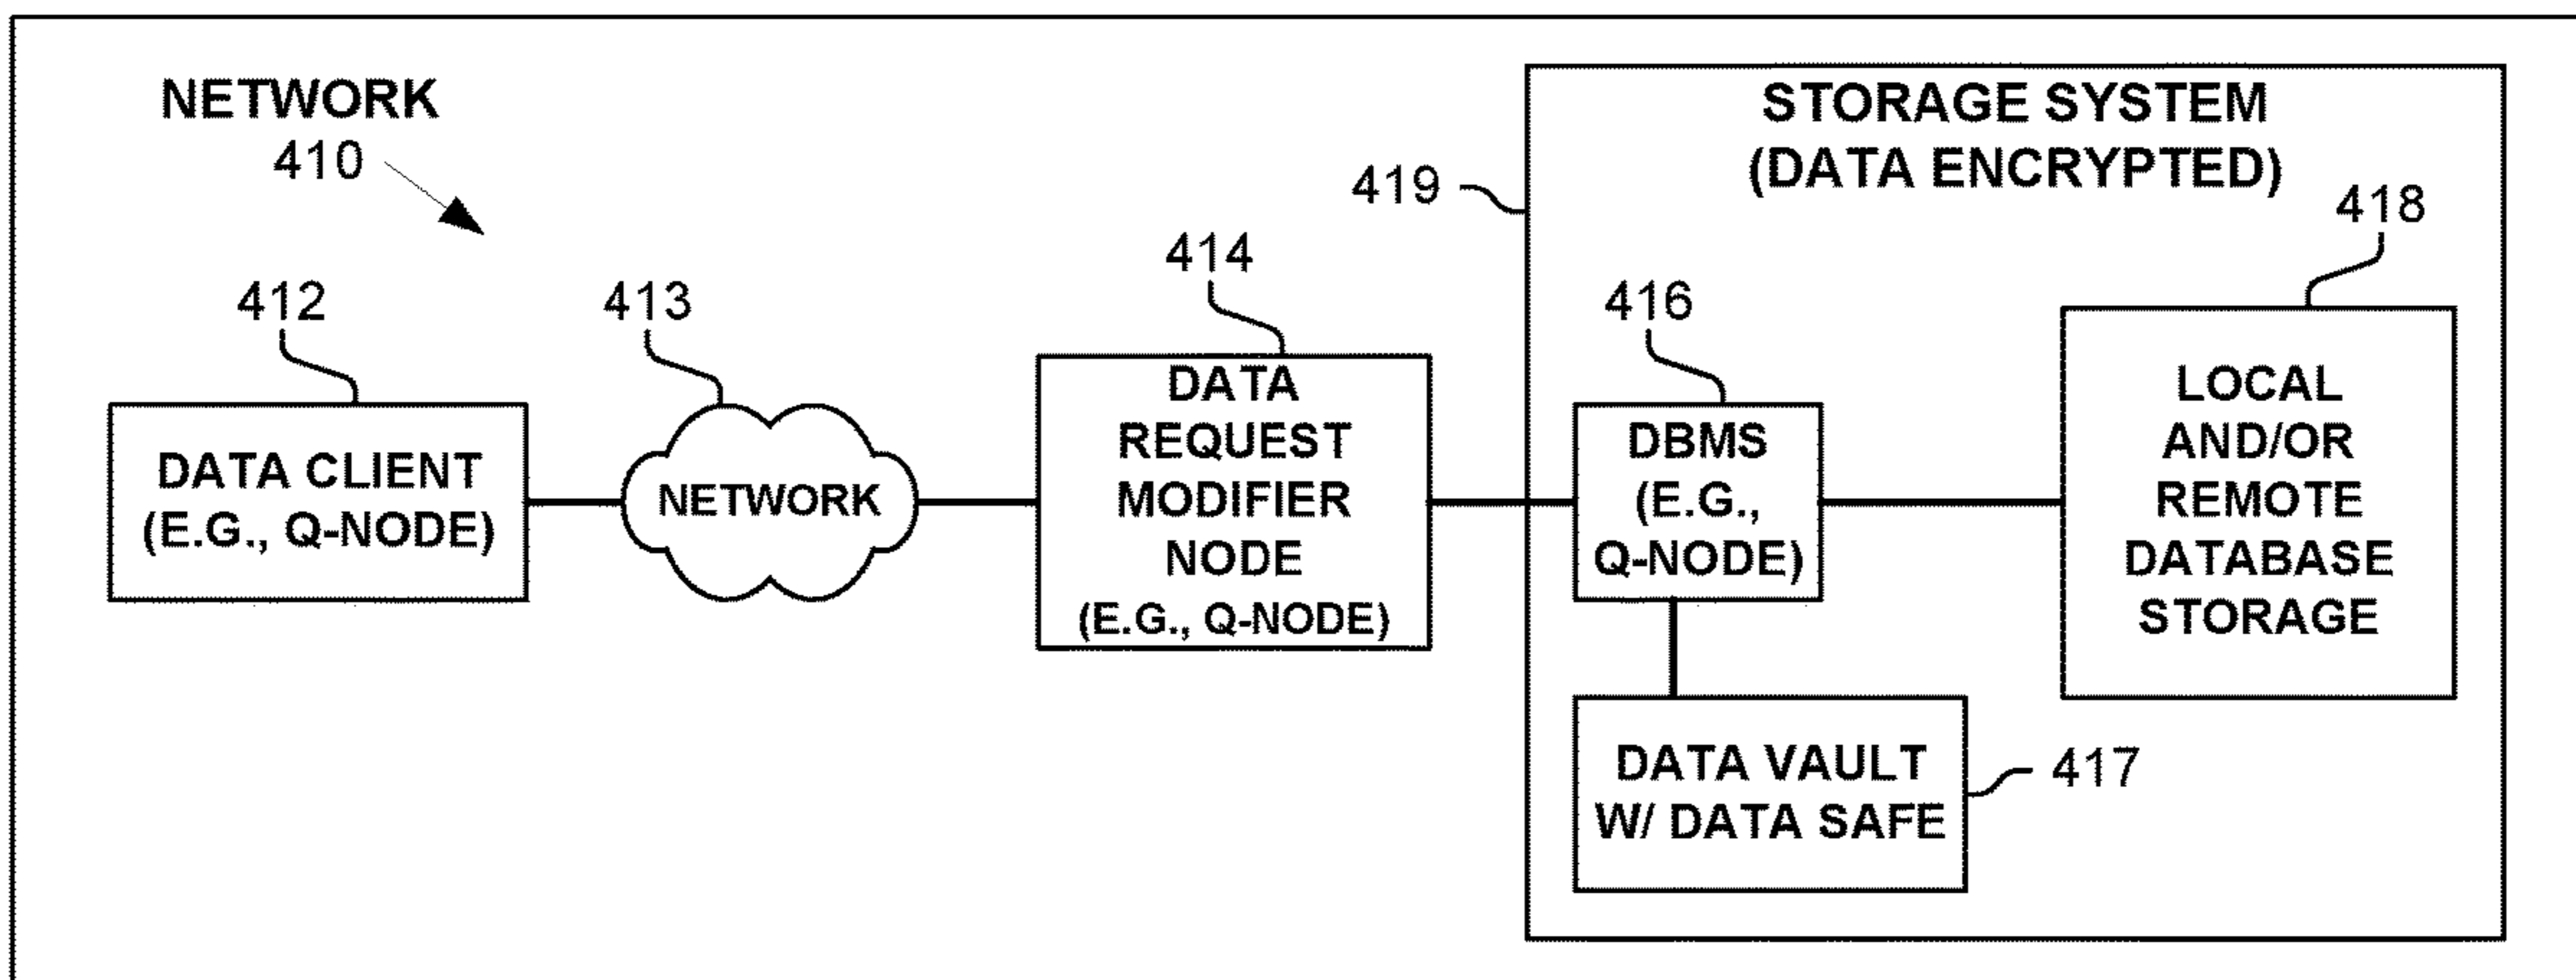 NETWORK
410
STORAGE SYSTEM
(DATA ENCRYPTED)
419
418
414
412
413
416
DATA CLIENT
(E.G., Q-NODE)
NETWORK
DATA
REQUEST
MODIFIER
NODE
(E.G., Q-NODE)
DBMS
(E.G.,
Q-NODE)
LOCAL
AND/OR
REMOTE
DATABASE
STORAGE
DATA VAULT
W/ DATA SAFE
417